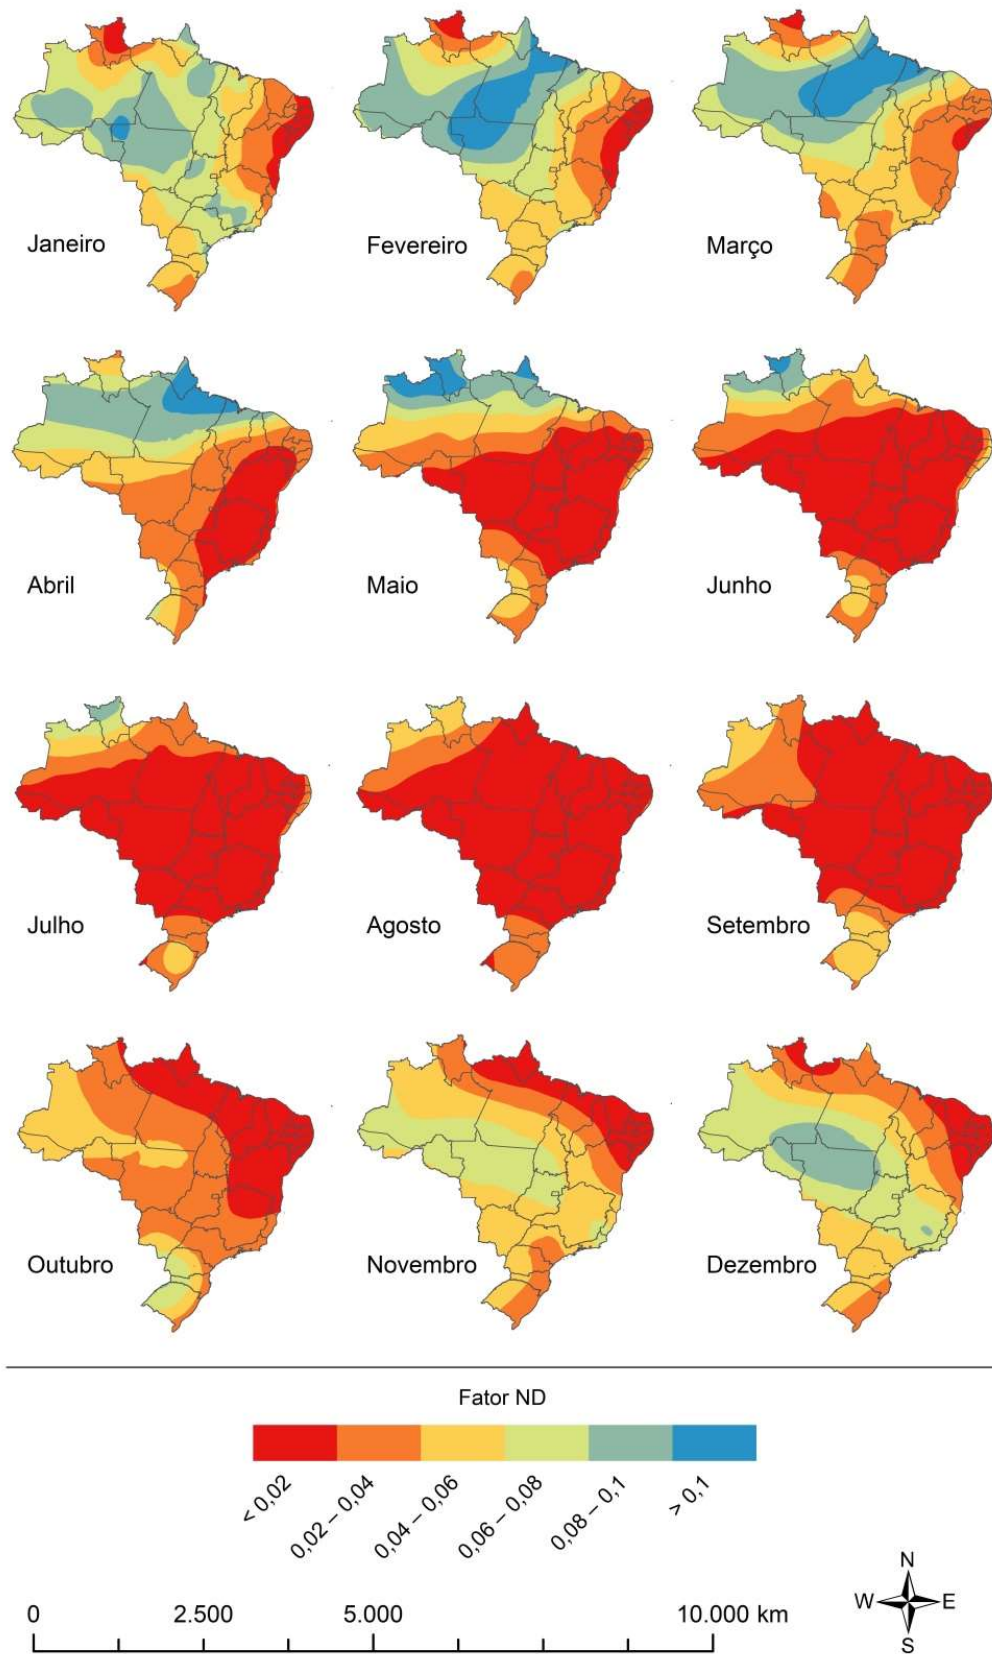 Janeiro
Fevereiro
Março
Abril
Maio
Junho
Julho
Agosto
Setembro
Outubro
Novembro
Dezembro
Fator ND
< 0,02
0,02 – 0,04
0,04 – 0,06
0,06 – 0,08
0,08 – 0,1
> 0,1
0 2.500 5.000 10.000 km
N
W E
S